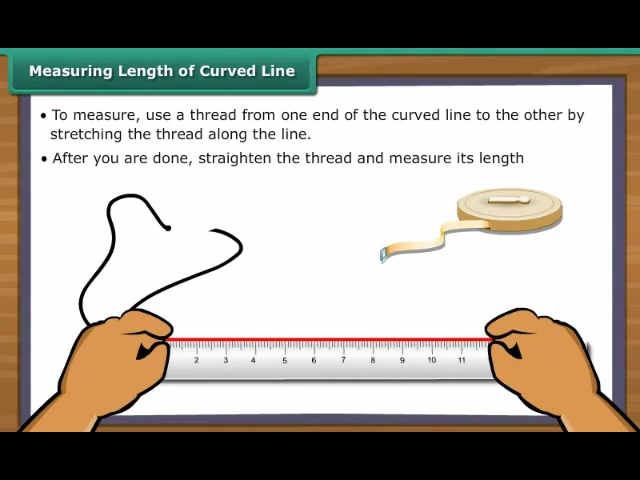 Measuring Length of Curved Line
• To measure, use a thread from one end of the curved line to the other by
stretching the thread along the line.
• After you are done, straighten the thread and measure its length
2 3 4 5 6 7 8 9 10 11